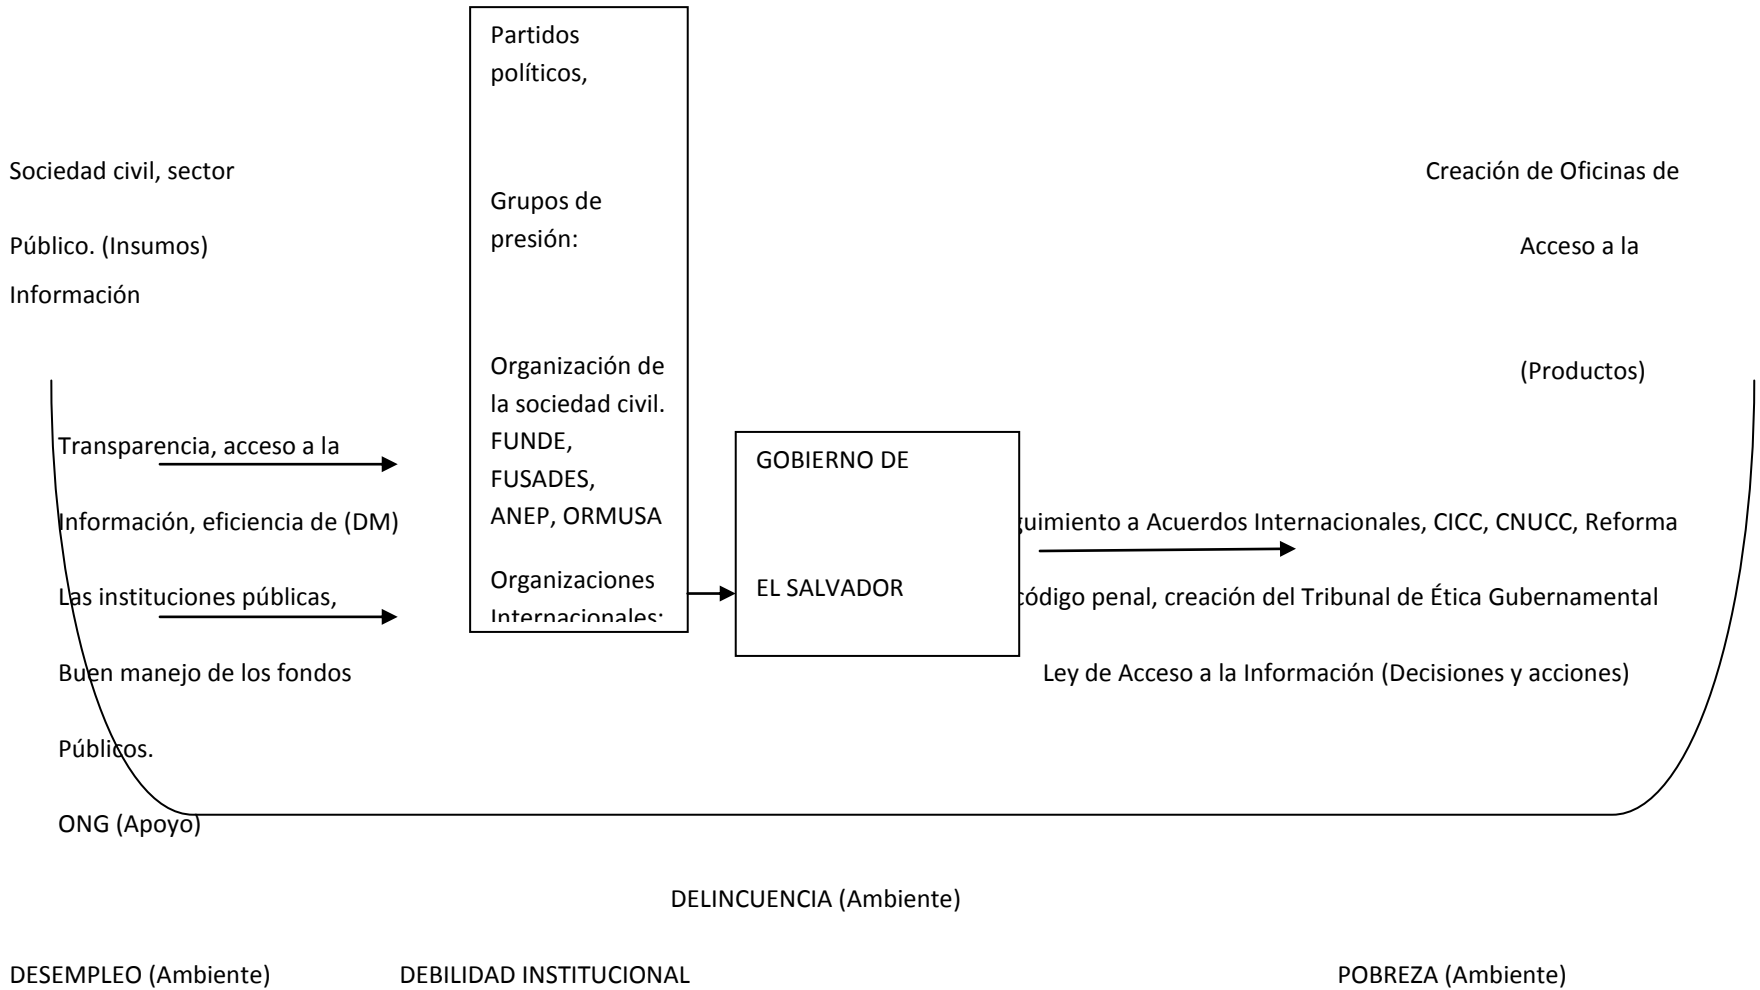 Partidos
políticos,
Grupos de
presión:
Organización de
la sociedad civil.
FUNDE,
FUSADES,
ANEP, ORMUSA
Organizaciones
Internacionales:
Sociedad civil, sector
Público. (Insumos)
Información
Creación de Oficinas de
Acceso a la
(Productos)
Transparencia, acceso a la
Información, eficiencia de (DM)
Las instituciones públicas,
Buen manejo de los fondos
Públicos.
ONG (Apoyo)
GOBIERNO DE
EL SALVADOR
guimiento a Acuerdos Internacionales, CICC, CNUCC, Reforma
código penal, creación del Tribunal de Ética Gubernamental
Ley de Acceso a la Información (Decisiones y acciones)
DELINCUENCIA (Ambiente)
DESEMPLEO (Ambiente) DEBILIDAD INSTITUCIONAL POBREZA (Ambiente)